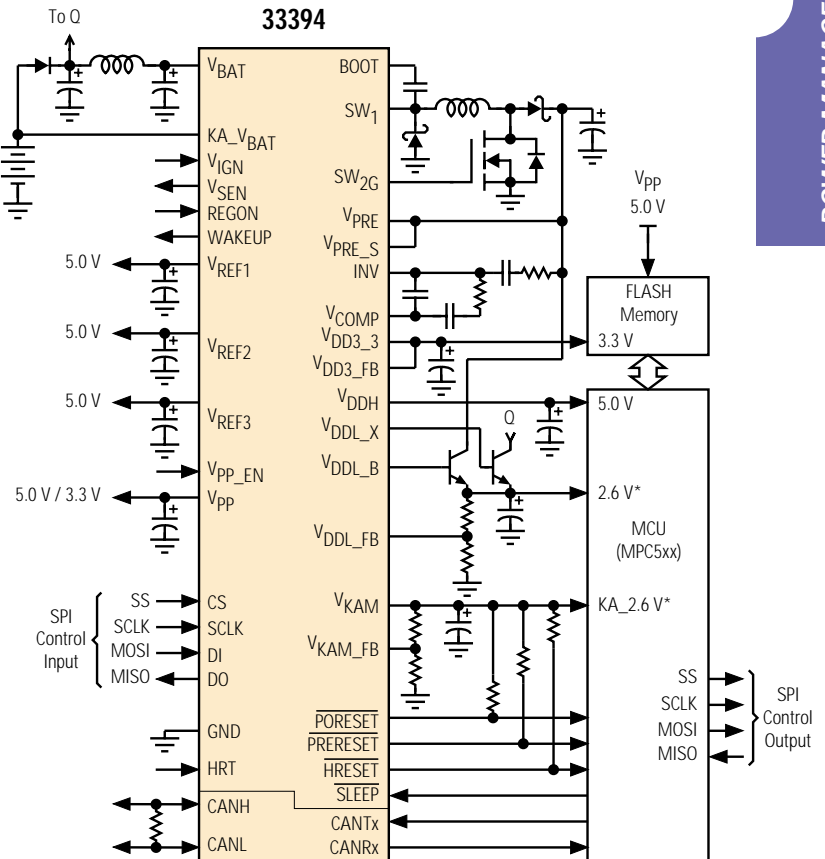 To Q
33394
POWER MANAGE
VBAT
KA_VBAT
VIGN
VSEN
REGON
WAKEUP
5.0 V
VREF1
5.0 V
VREF2
5.0 V
VREF3
VPP_EN
5.0 V / 3.3 V
VPP
SPI
Control
Input
SS
CS
SCLK
SCLK
MOSI
DI
MISO
DO
GND
HRT
CANH
CANL
BOOT
SW1
SW2G
VPRE
VPRE_S
INV
VCOMP
VDD3_3
VDD3_FB
VDDH
VDDL_X
Q
VDDL_B
VDDL_FB
VKAM
VKAM_FB
PORESET
PRERESET
HRESET
SLEEP
CANTx
CANRx
VPP
5.0 V
FLASH
Memory
3.3 V
5.0 V
2.6 V*
MCU
(MPC5xx)
KA_2.6 V*
SS
SCLK
MOSI
MISO
SPI
Control
Output